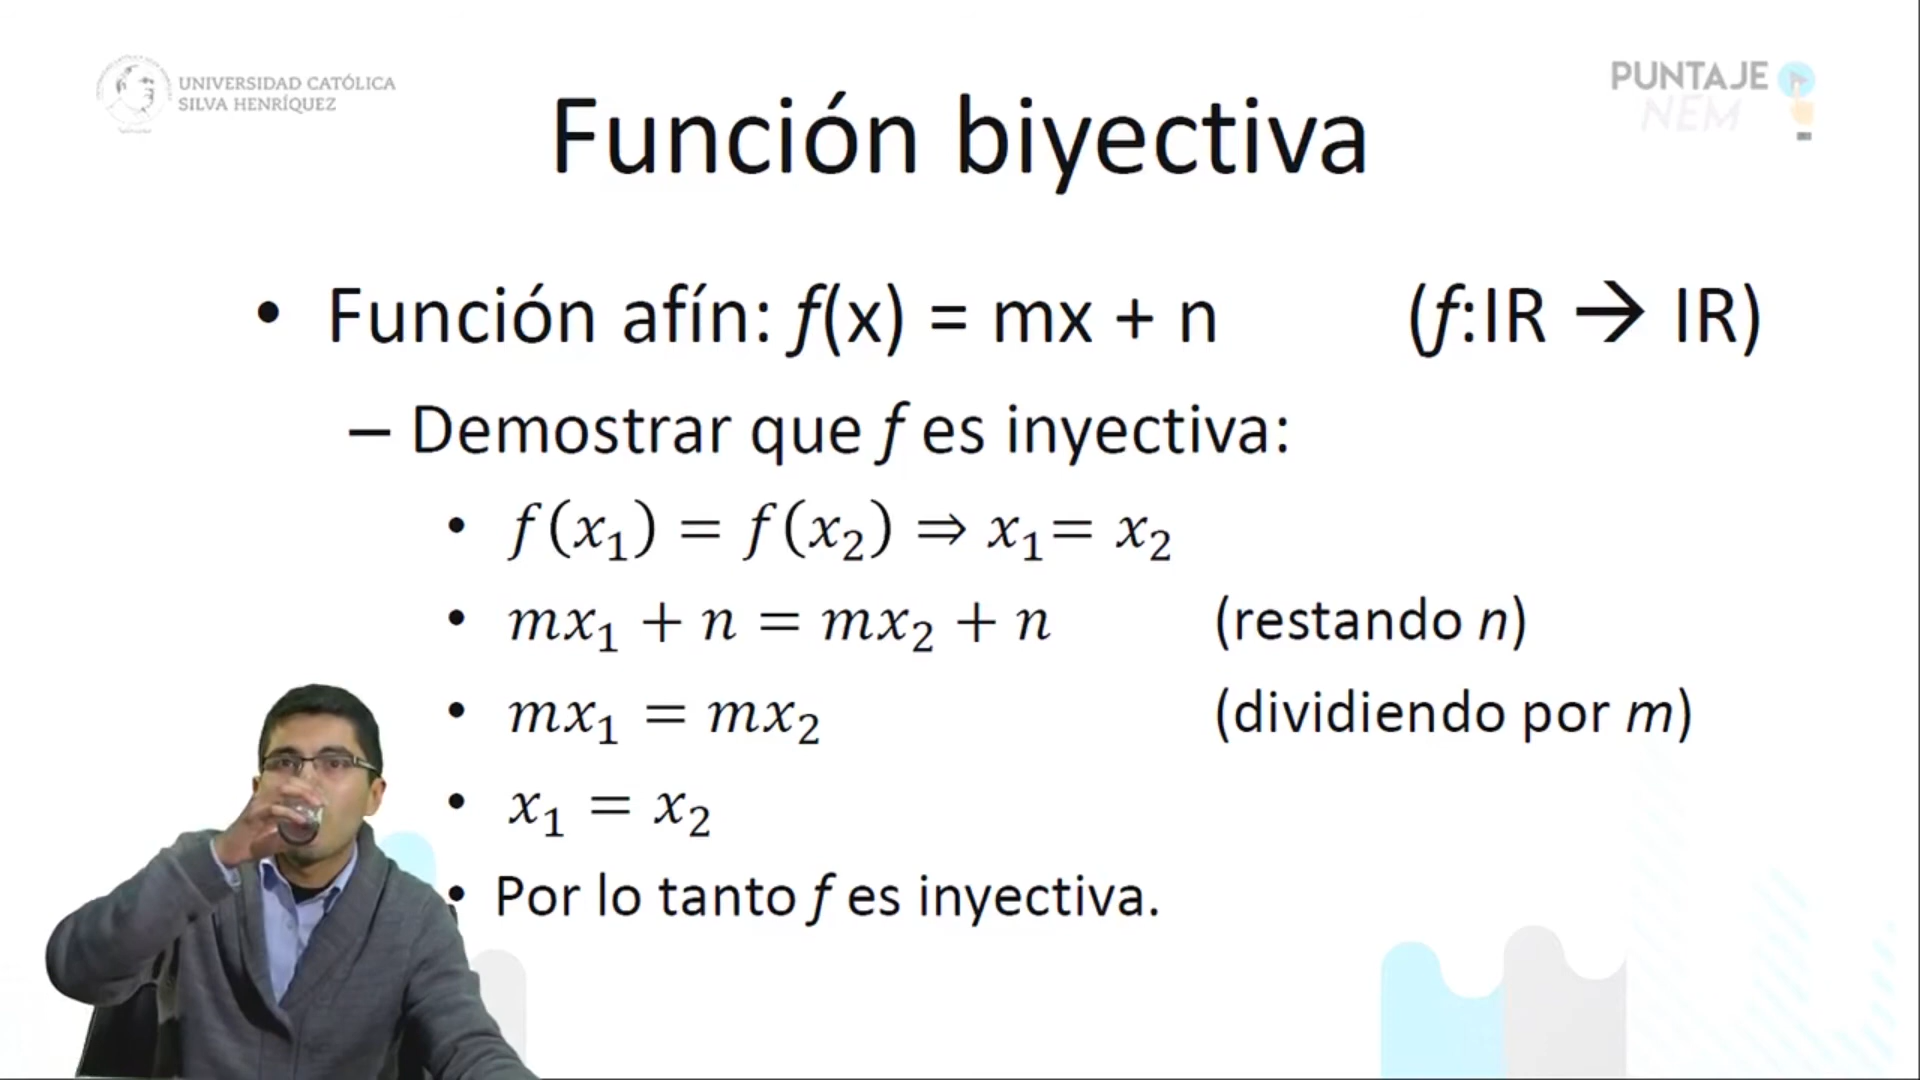 UNIVERSIDAD CATÓLICA
SILVA HENRÍQUEZ
PUNTAJE
NEM
Función biyectiva
• Función afín: f(x) = mx + n (f:IR → IR)
– Demostrar que f es inyectiva:
• f(x₁) = f(x₂) ⇒ x₁= x₂
• mx₁ + n = mx₂ + n (restando n)
• mx₁ = mx₂ (dividiendo por m)
• x₁ = x₂
• Por lo tanto f es inyectiva.